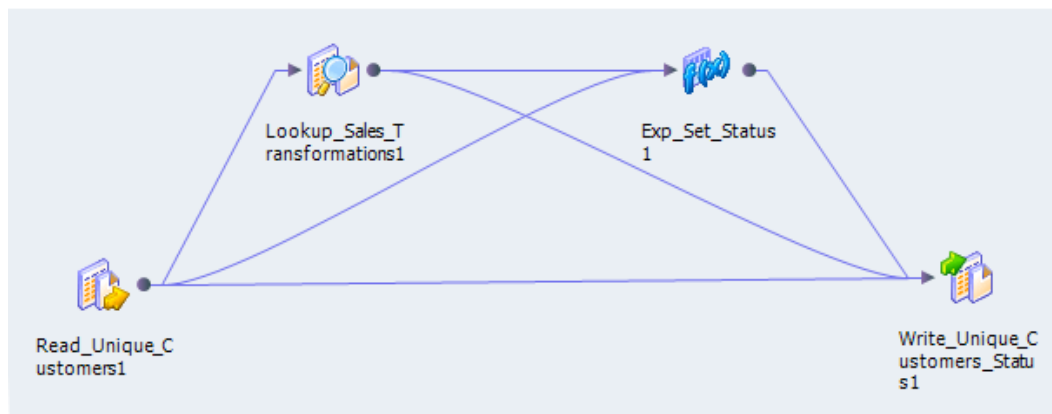 Lookup_Sales_T
ransformations1
Exp_Set_Status
1
Read_Unique_C
ustomers1
Write_Unique_C
ustomers_Statu
s1